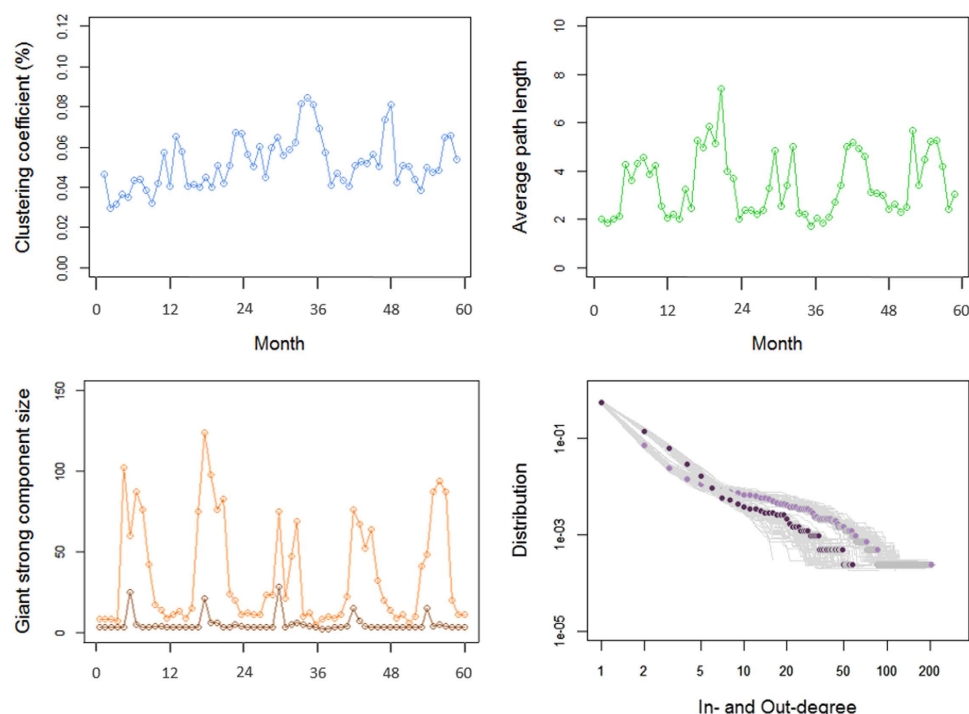 Clustering coefficient (%)
0.00 0.02 0.04 0.06 0.08 0.10 0.12
0 12 24 36 48 60
Month
Average path length
0 2 4 6 8 10
0 12 24 36 48 60
Month
Giant strong component size
0 50 100 150
0 12 24 36 48 60
Distribution
1e-05 1e-03 1e-01
1 2 5 10 20 50 100 200
In- and Out-degree